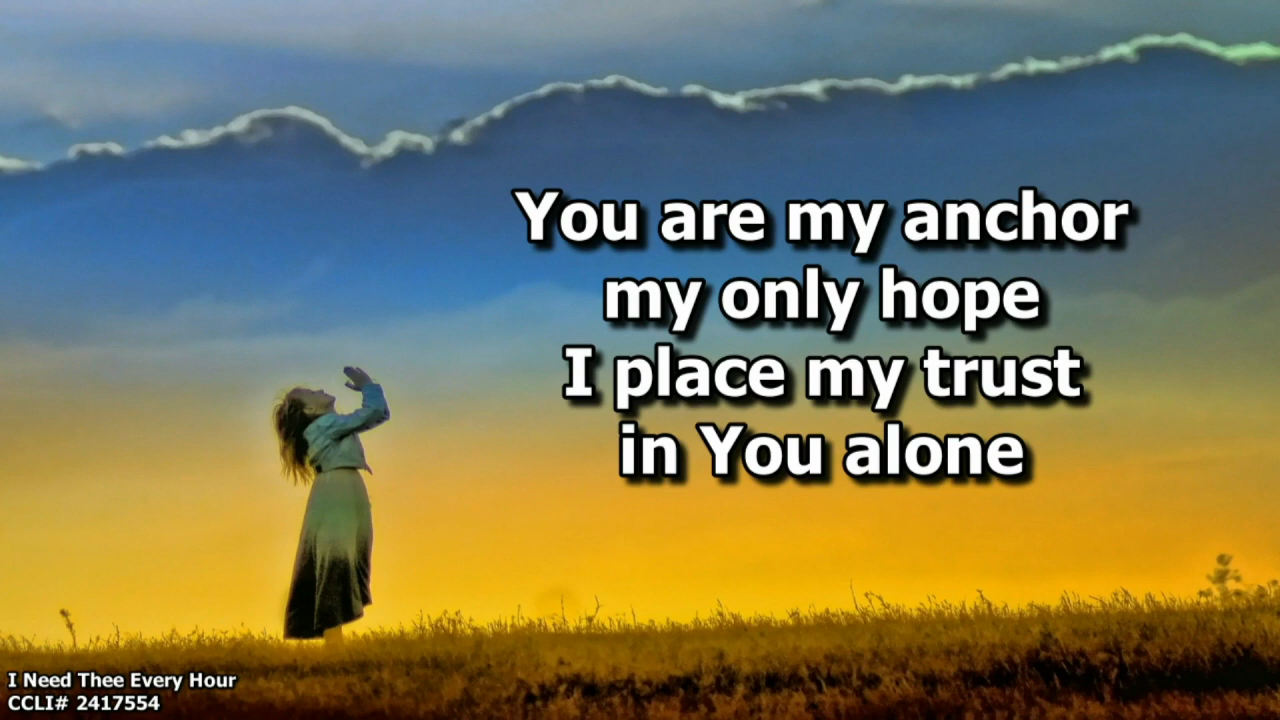 You are my anchor
my only hope
I place my trust
in You alone
I Need Thee Every Hour
CCLI# 2417554